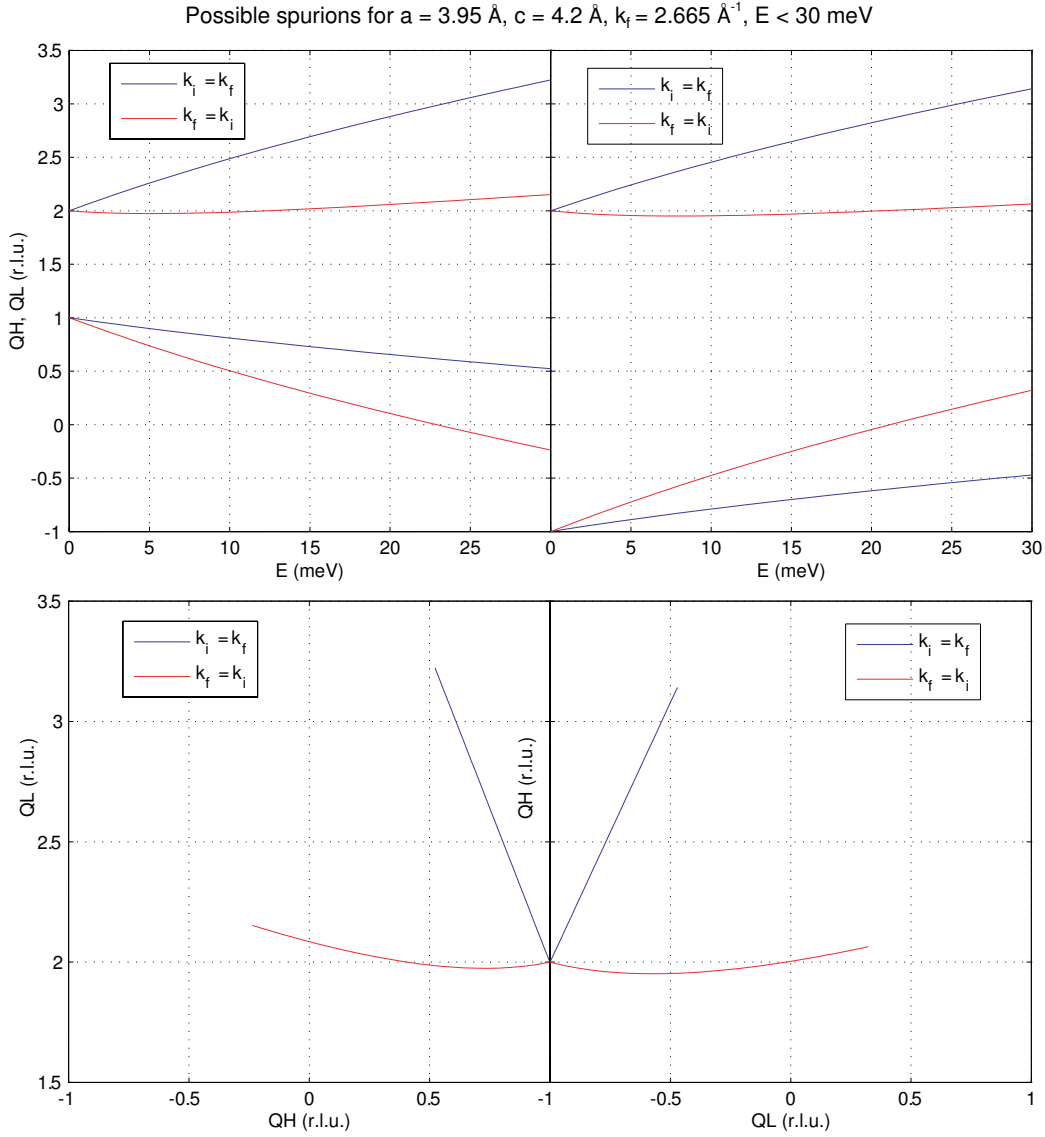 Possible spurions for a = 3.95 Å, c = 4.2 Å, k_f = 2.665 Å⁻¹, E < 30 meV
3.5
3
2.5
2
1.5
1
0.5
0
-0.5
-1
QH, QL (r.l.u.)
k_i = k_f
k_f = k_i
0 5 10 15 20 25
E (meV)
k_i = k_f
k_f = k_i
0 5 10 15 20 25 30
E (meV)
3.5
3
2.5
2
1.5
QL (r.l.u.)
k_i = k_f
k_f = k_i
-1 -0.5 0 0.5
QH (r.l.u.)
QH (r.l.u.)
k_i = k_f
k_f = k_i
-1 -0.5 0 0.5 1
QL (r.l.u.)